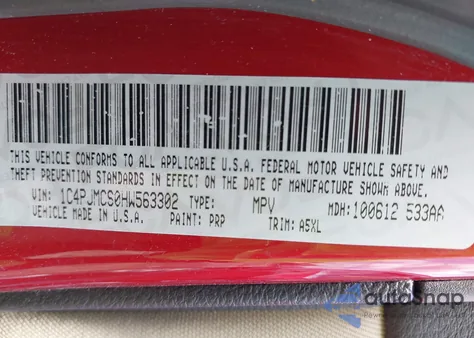 THIS VEHICLE CONFORMS TO ALL APPLICABLE U.S.A. FEDERAL MOTOR VEHICLE SAFETY AND
THEFT PREVENTION STANDARDS IN EFFECT ON THE DATE OF MANUFACTURE SHOWN ABOVE.
VIN: 1C4PJMCS0HW563302 TYPE: MPV MDH: 100612 533AA
VEHICLE MADE IN U.S.A. PAINT: PRP TRIM: A5XL
autoSnap